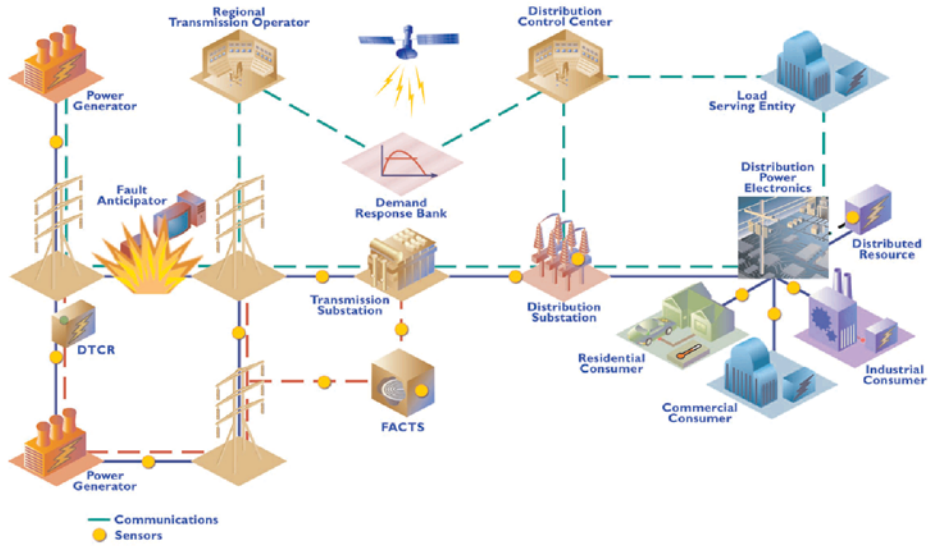 Regional
Transmission Operator
Distribution
Control Center
Power
Generator
Load
Serving Entity
Fault
Anticipator
Demand
Response Bank
Distribution
Power
Electronics
Distributed
Resource
Transmission
Substation
Distribution
Substation
DTCR
Residential
Consumer
Industrial
Consumer
Commercial
Consumer
FACTS
Power
Generator
Communications
Sensors